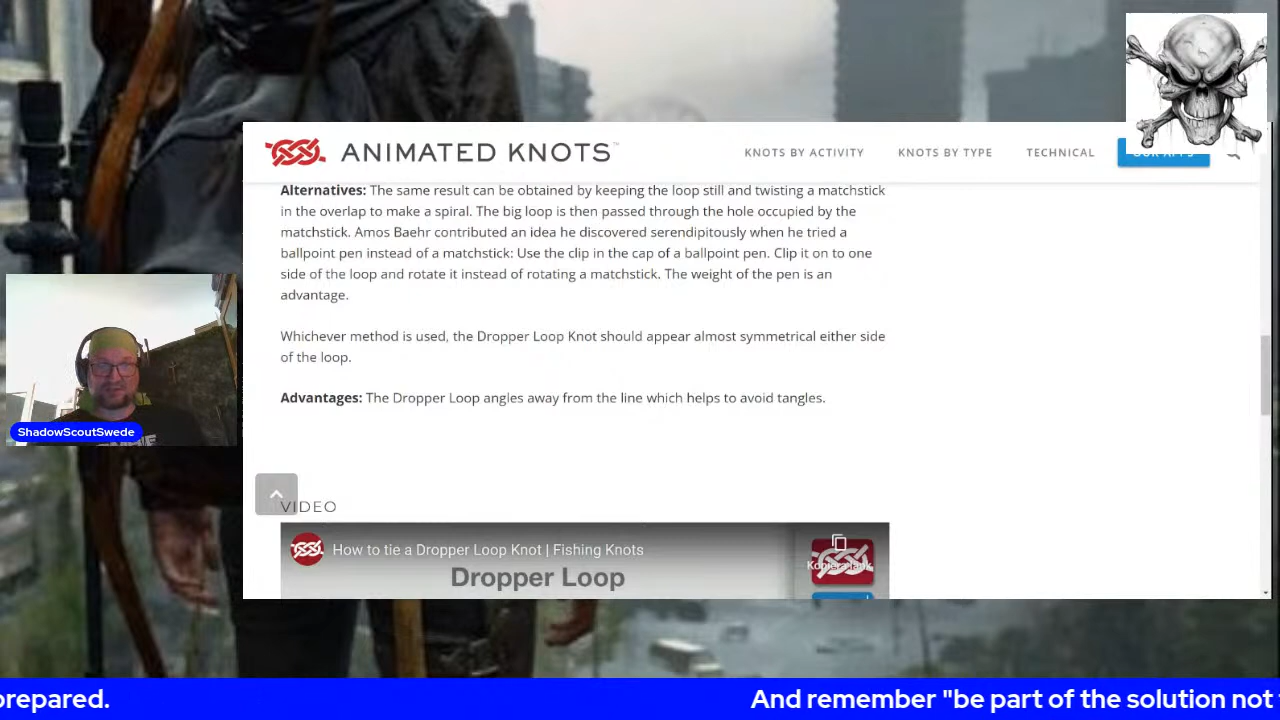 ANIMATED KNOTS
KNOTS BY ACTIVITY
KNOTS BY TYPE
TECHNICAL
OUR APPS
Alternatives: The same result can be obtained by keeping the loop still and twisting a matchstick
in the overlap to make a spiral. The big loop is then passed through the hole occupied by the
matchstick. Amos Baehr contributed an idea he discovered serendipitously when he tried a
ballpoint pen instead of a matchstick: Use the clip in the cap of a ballpoint pen. Clip it on to one
side of the loop and rotate it instead of rotating a matchstick. The weight of the pen is an
advantage.
Whichever method is used, the Dropper Loop Knot should appear almost symmetrical either side
of the loop.
Advantages: The Dropper Loop angles away from the line which helps to avoid tangles.
ShadowScoutSwede
VIDEO
How to tie a Dropper Loop Knot | Fishing Knots
Kopiera länk
Dropper Loop
prepared. And remember "be part of the solution not